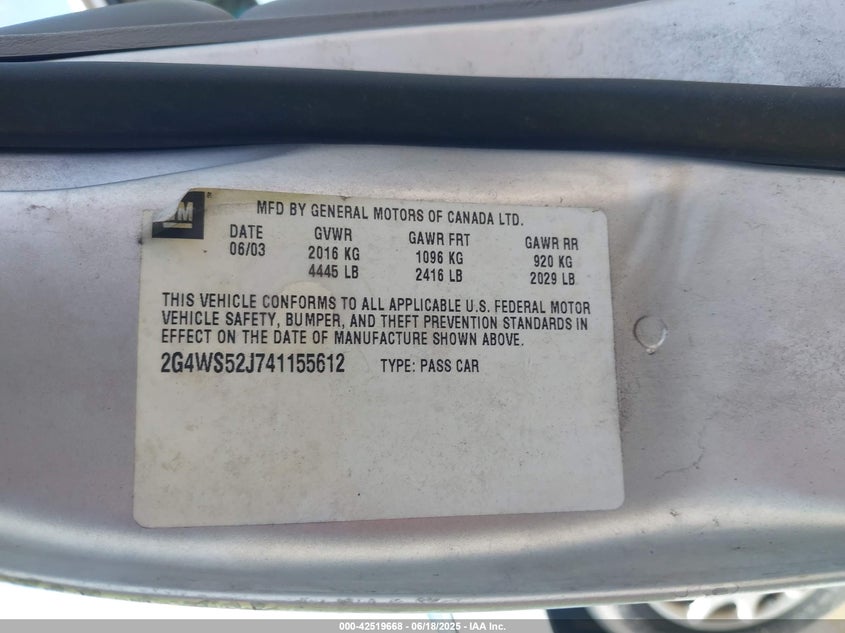 GM
MFD BY GENERAL MOTORS OF CANADA LTD.
DATE GVWR GAWR FRT GAWR RR
06/03 2016 KG 1096 KG 920 KG
4445 LB 2416 LB 2029 LB
THIS VEHICLE CONFORMS TO ALL APPLICABLE U.S. FEDERAL MOTOR
VEHICLE SAFETY, BUMPER, AND THEFT PREVENTION STANDARDS IN
EFFECT ON THE DATE OF MANUFACTURE SHOWN ABOVE.
2G4WS52J741155612 TYPE: PASS CAR
000-42519668 - 06/18/2025 - IAA Inc.